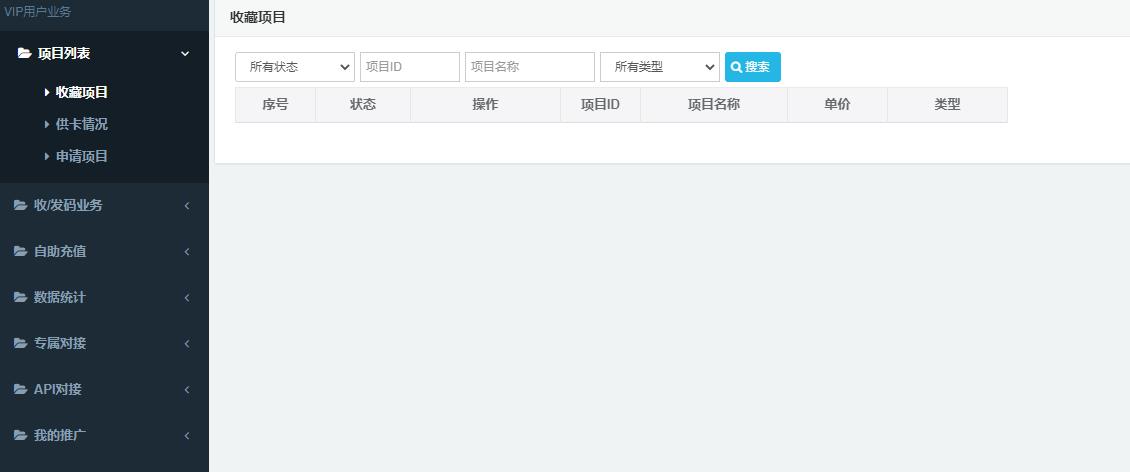 VIP用户业务
项目列表
收藏项目
供卡情况
申请项目
收/发码业务
自助充值
数据统计
专属对接
API对接
我的推广
收藏项目
所有状态 项目ID 项目名称 所有类型 搜索
序号 状态 操作 项目ID 项目名称 单价 类型